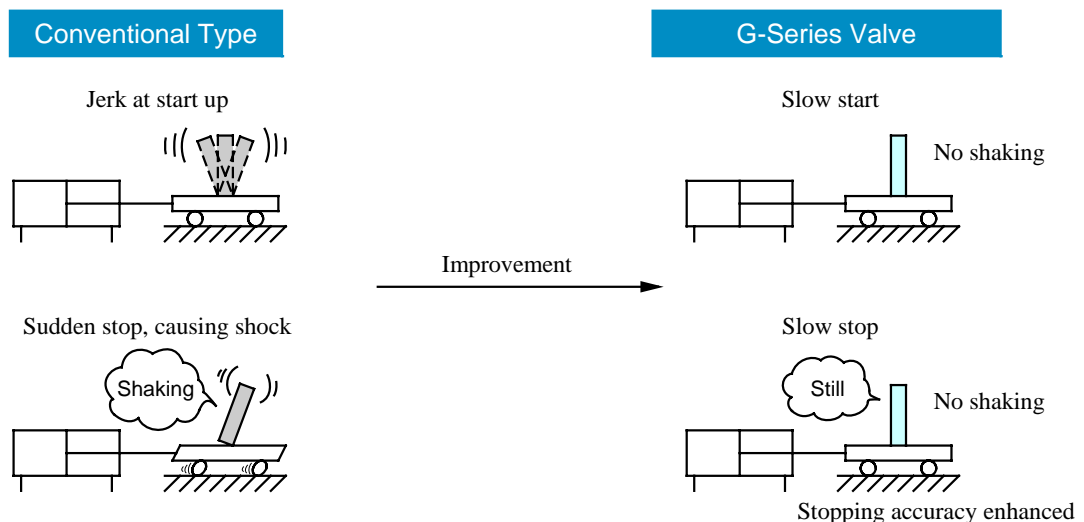 Conventional Type
G-Series Valve
Jerk at start up
Slow start
No shaking
Improvement
Sudden stop, causing shock
Slow stop
Shaking
Still
No shaking
Stopping accuracy enhanced